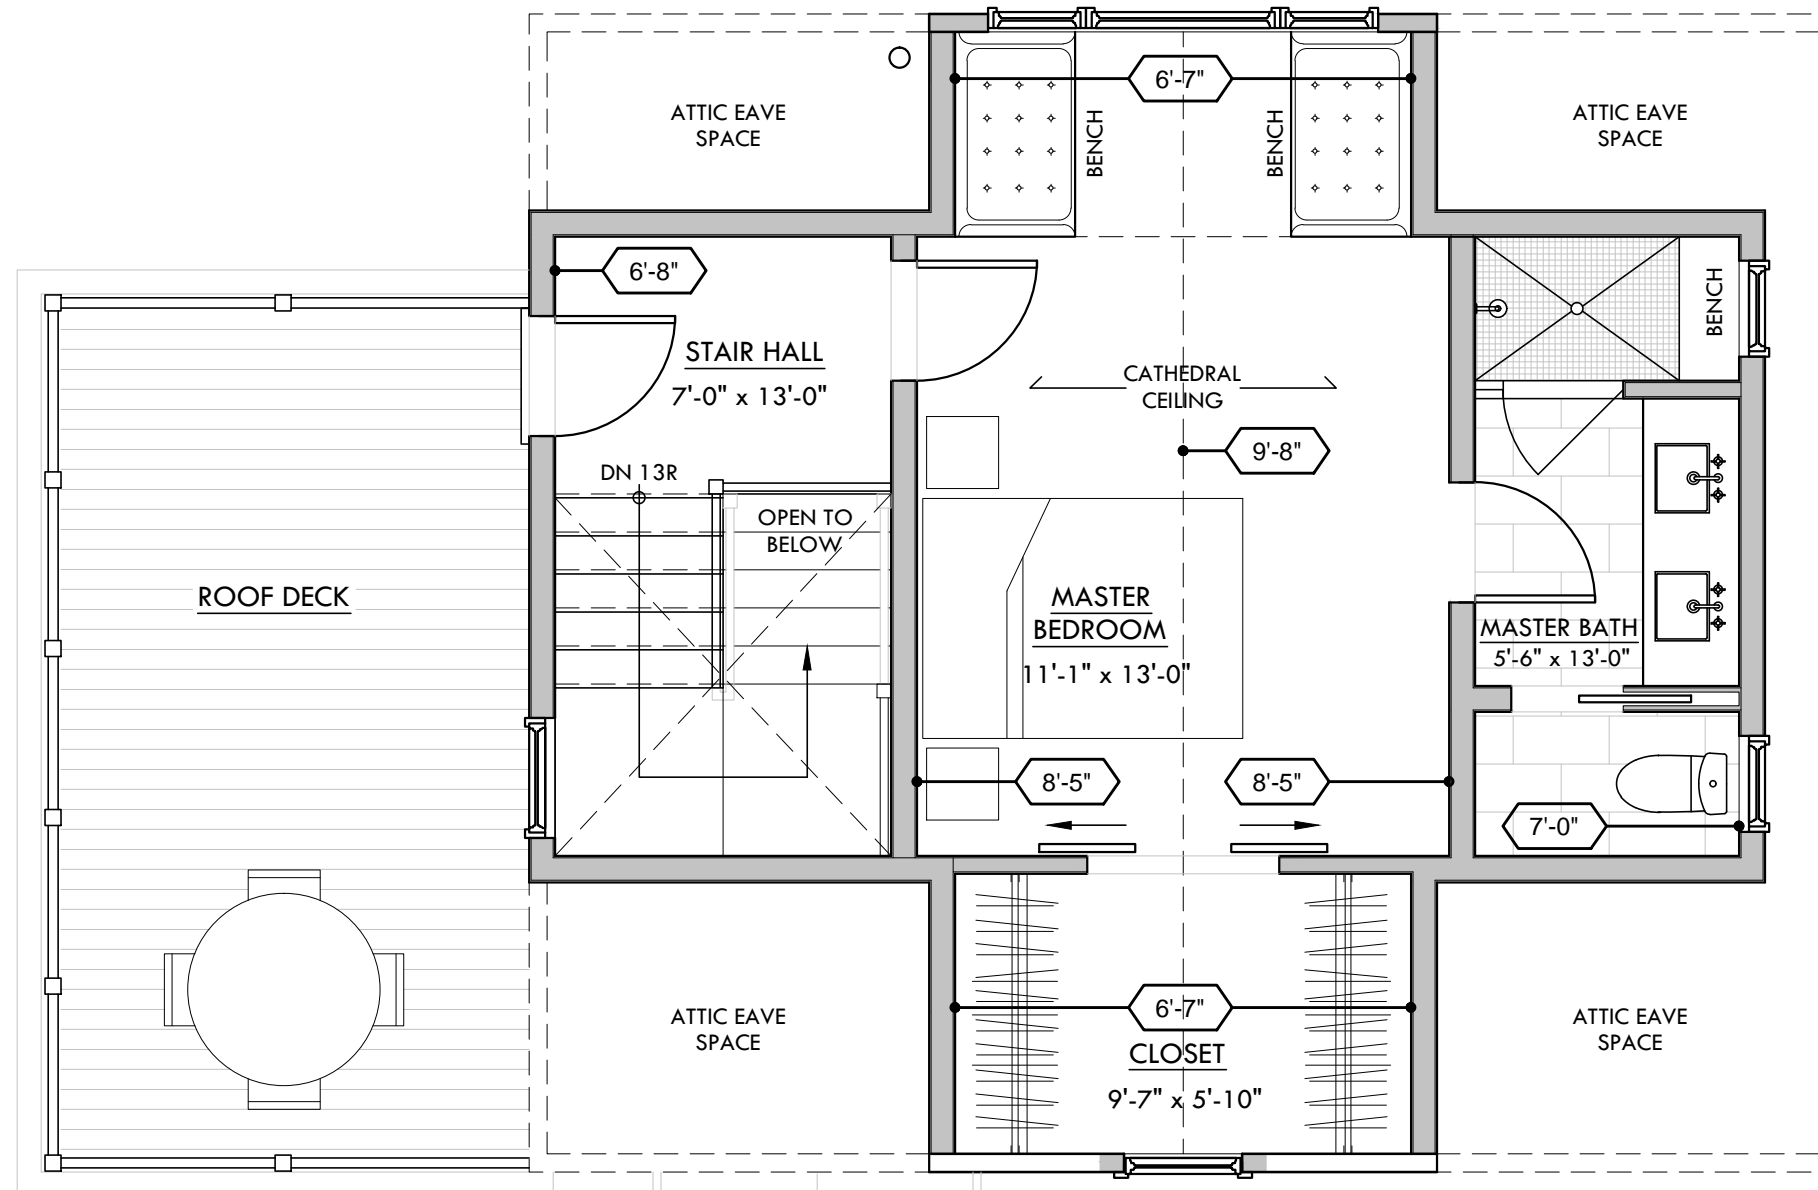 6'-7"
ATTIC EAVE
SPACE
BENCH
BENCH
ATTIC EAVE
SPACE
6'-8"
BENCH
STAIR HALL
7'-0" x 13'-0"
CATHEDRAL
CEILING
9'-8"
DN 13R
OPEN TO
BELOW
ROOF DECK
MASTER
BEDROOM
11'-1" x 13'-0"
MASTER BATH
5'-6" x 13'-0"
8'-5"
8'-5"
7'-0"
6'-7"
ATTIC EAVE
SPACE
CLOSET
9'-7" x 5'-10"
ATTIC EAVE
SPACE